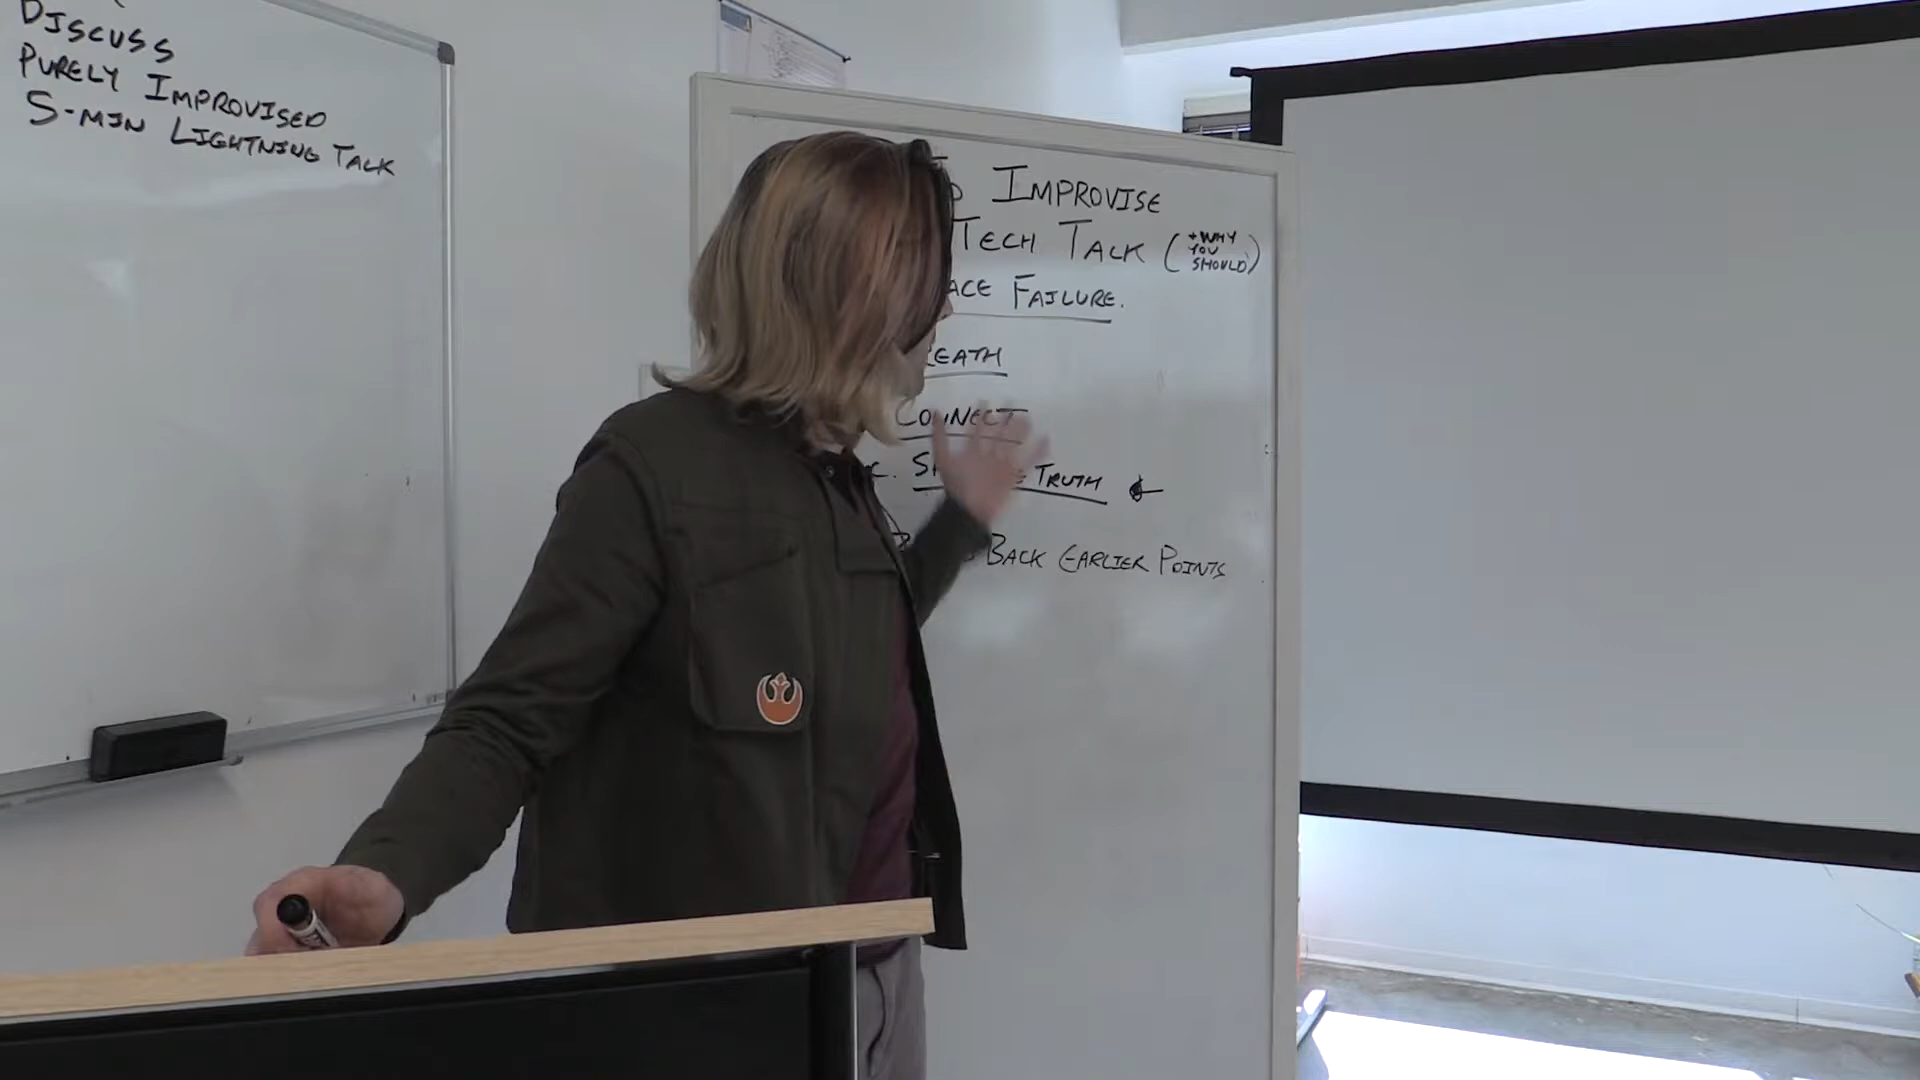 DISCUSS
PURELY IMPROVISED
5-MIN LIGHTNING TALK
IMPROVISE
TECH TALK (+ WHY
YOU
SHOULD)
FAILURE.
CONNECT
C. TRUTH
BACK EARLIER POINTS